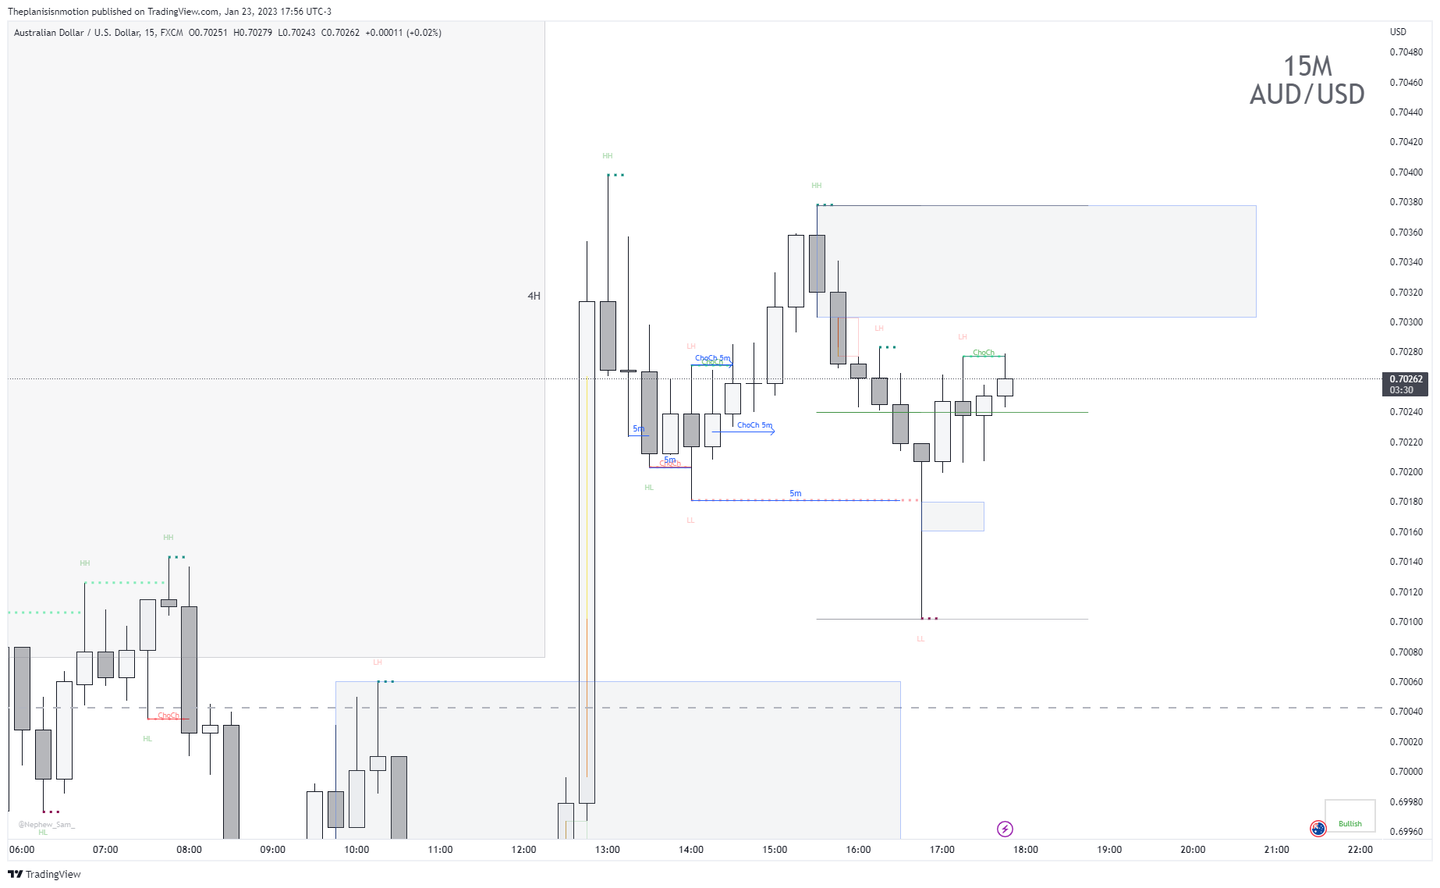 Theplanisisnmotion published on TradingView.com, Jan 23, 2023 17:56 UTC-3
Australian Dollar / U.S. Dollar, 15, FXCM O0.70251 H0.70279 L0.70243 C0.70262 +0.00011 (+0.02%)
USD
15M
AUD/USD
0.70480
0.70460
0.70440
0.70420
0.70400
0.70380
0.70360
0.70340
0.70320
0.70300
0.70280
0.70262
03:30
0.70240
0.70220
0.70200
0.70180
0.70160
0.70140
0.70120
0.70100
0.70080
0.70060
0.70040
0.70020
0.70000
0.69980
0.69960
HH
HH
4H
LH
LH
LH
ChoCh 5m
ChoCh
ChoCh 5m
5m
5m
ChoCh
HL
5m
LL
HH
HH
LL
LH
ChoCh
HL
@Nephew_Sam_
HL
Bullish
06:00 07:00 08:00 09:00 10:00 11:00 12:00 13:00 14:00 15:00 16:00 17:00 18:00 19:00 20:00 21:00 22:00
TradingView